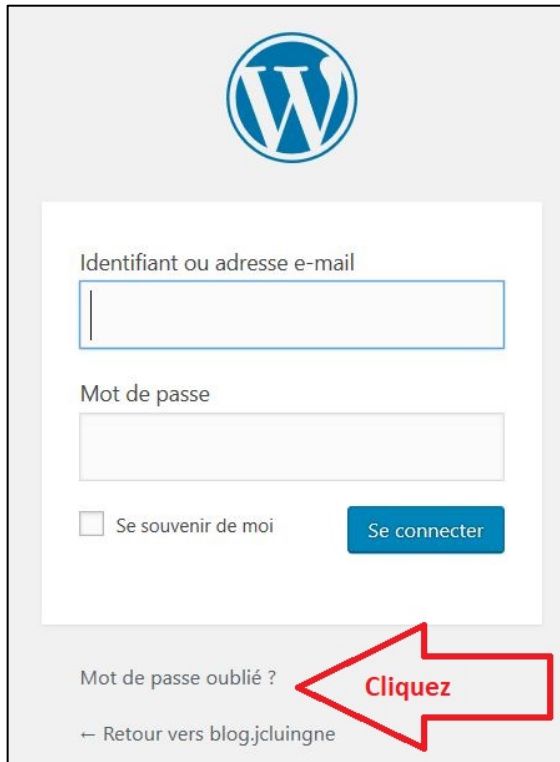 Identifiant ou adresse e-mail
Mot de passe
Se souvenir de moi
Se connecter
Mot de passe oublié ?
Cliquez
← Retour vers blog.jcluingne